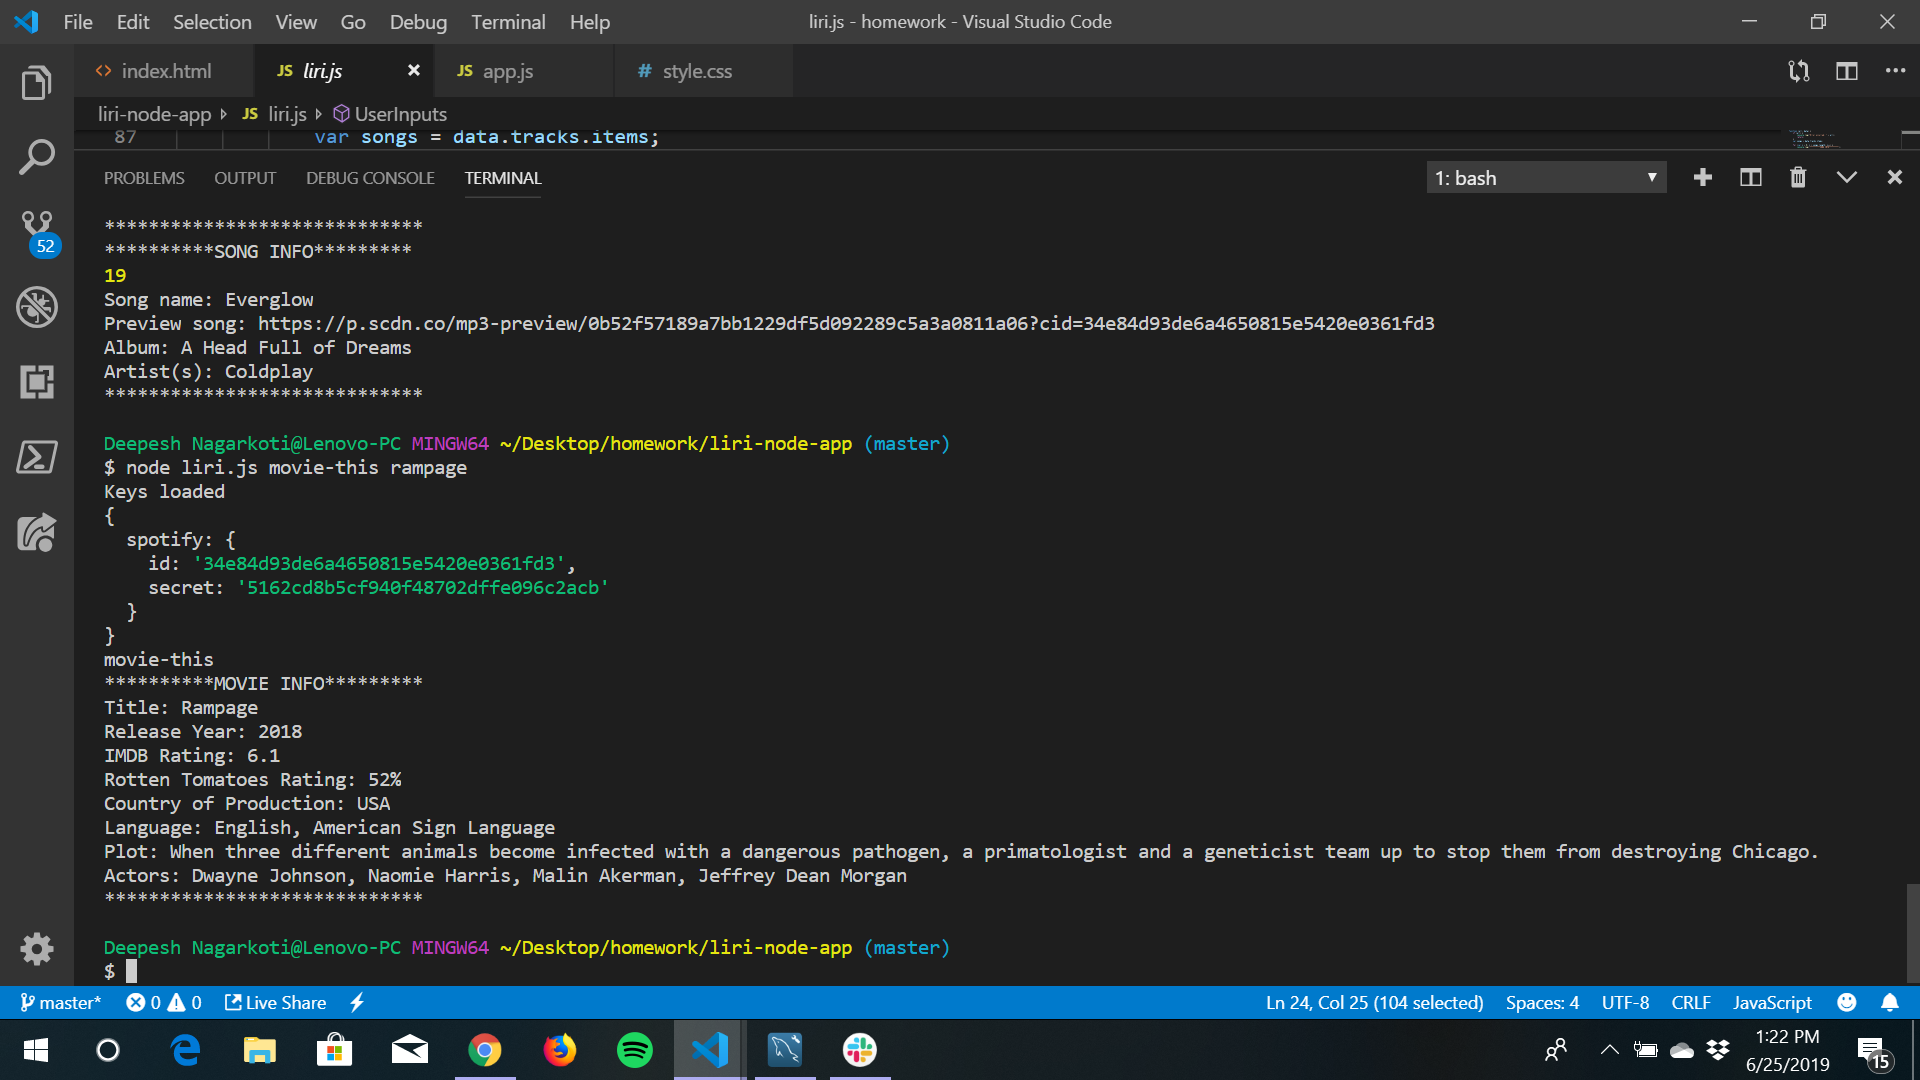 File Edit Selection View Go Debug Terminal Help
liri.js - homework - Visual Studio Code
<> index.html
JS liri.js
JS app.js
# style.css
liri-node-app JS liri.js UserInputs
87 var songs = data.tracks.items;
PROBLEMS OUTPUT DEBUG CONSOLE TERMINAL
1: bash
52
*****************************
**********SONG INFO*********
19
Song name: Everglow
Preview song: https://p.scdn.co/mp3-preview/0b52f57189a7bb1229df5d092289c5a3a0811a06?cid=34e84d93de6a4650815e5420e0361fd3
Album: A Head Full of Dreams
Artist(s): Coldplay
*****************************
Deepesh Nagarkoti@Lenovo-PC MINGW64 ~/Desktop/homework/liri-node-app (master)
$ node liri.js movie-this rampage
Keys loaded
{
spotify: {
id: '34e84d93de6a4650815e5420e0361fd3',
secret: '5162cd8b5cf940f48702dffe096c2acb'
}
}
movie-this
**********MOVIE INFO*********
Title: Rampage
Release Year: 2018
IMDB Rating: 6.1
Rotten Tomatoes Rating: 52%
Country of Production: USA
Language: English, American Sign Language
Plot: When three different animals become infected with a dangerous pathogen, a primatologist and a geneticist team up to stop them from destroying Chicago.
Actors: Dwayne Johnson, Naomie Harris, Malin Akerman, Jeffrey Dean Morgan
*****************************
Deepesh Nagarkoti@Lenovo-PC MINGW64 ~/Desktop/homework/liri-node-app (master)
$
master* 0 0 Live Share
Ln 24, Col 25 (104 selected) Spaces: 4 UTF-8 CRLF JavaScript
1:22 PM
6/25/2019
15